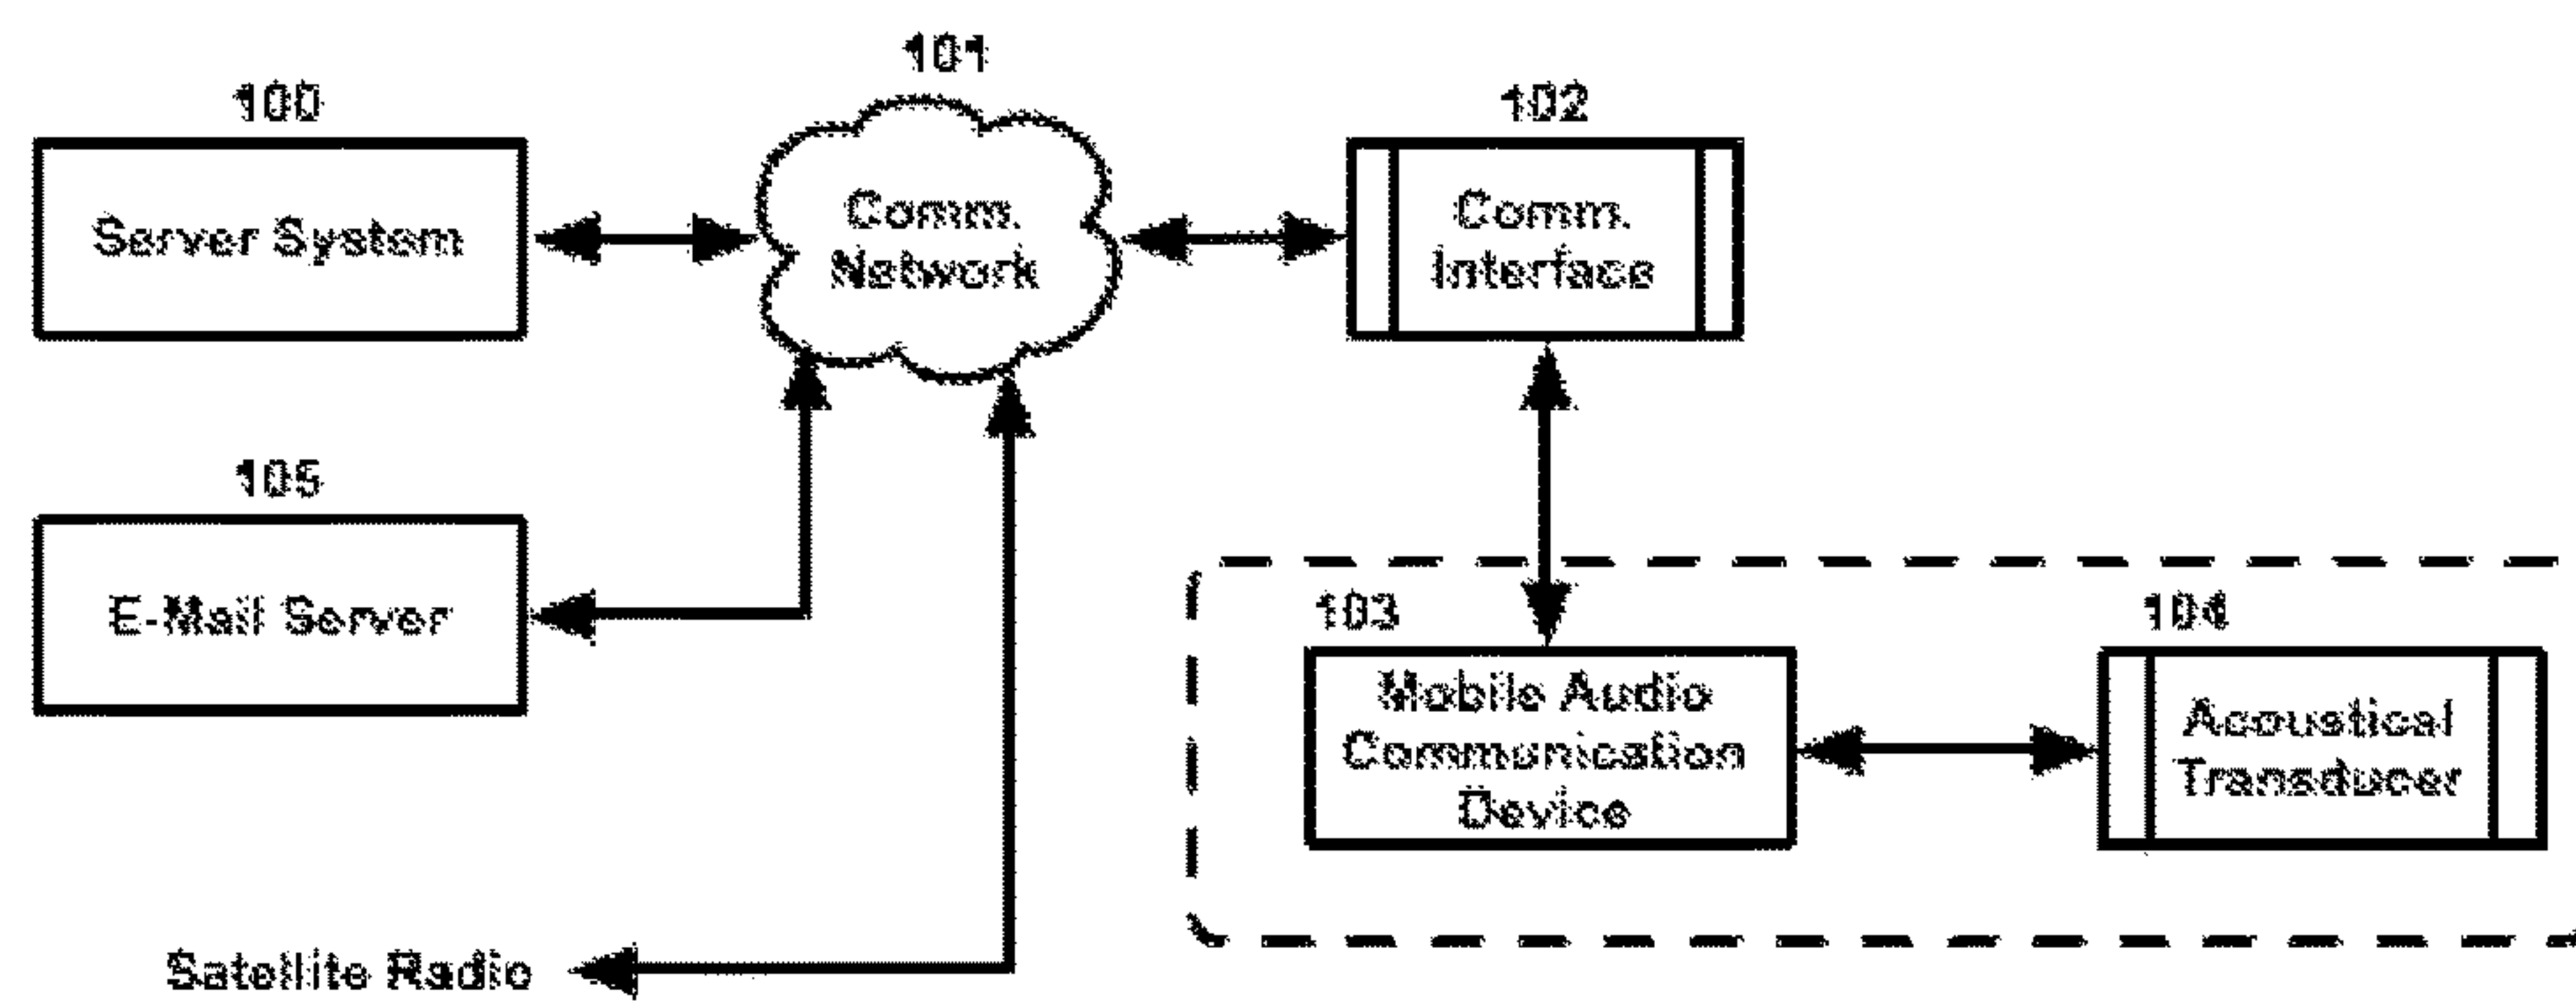 101
100
102
Server System
Comm.
Network
Comm.
Interface
105
E-Mail Server
103
104
Mobile Audio
Communication
Device
Acoustical
Transducer
Satellite Radio